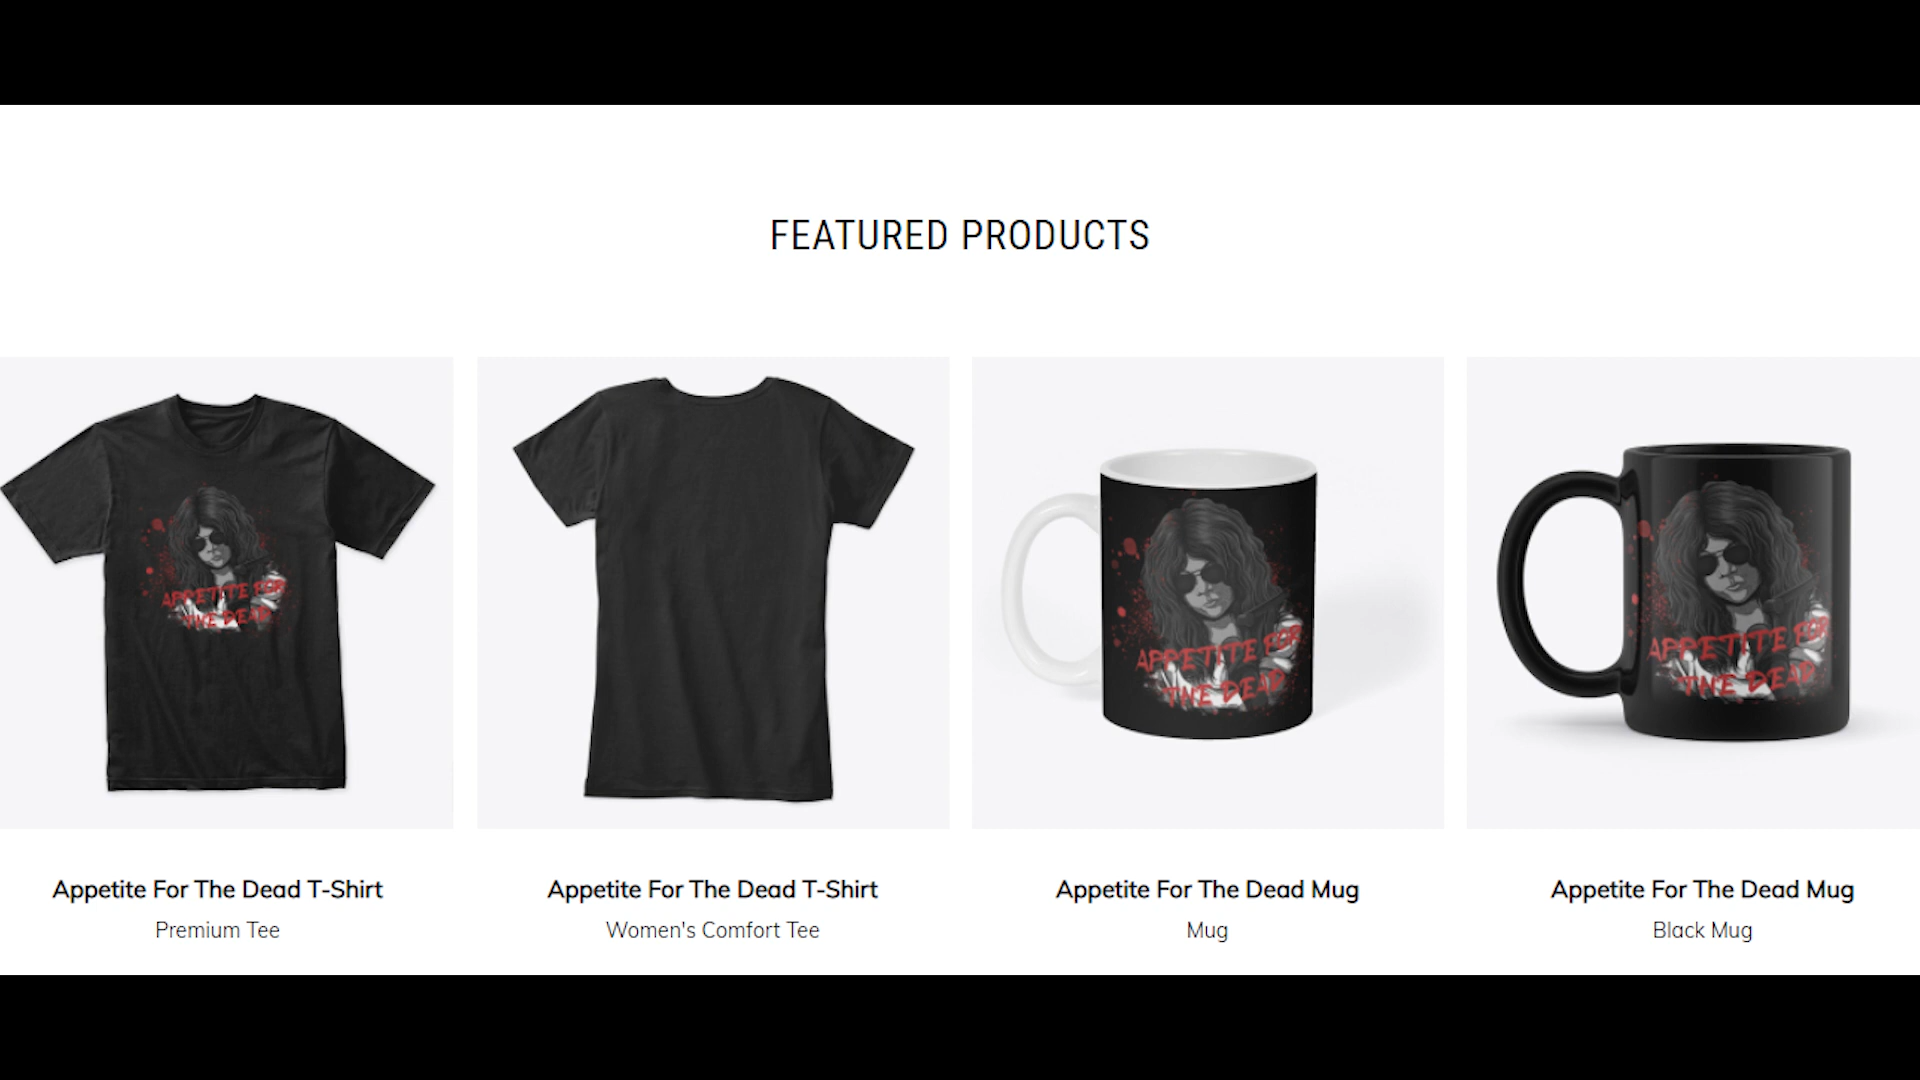 FEATURED PRODUCTS
APPETITE FOR
THE DEAD
APPETITE FOR
THE DEAD
APPETITE FOR
THE DEAD
Appetite For The Dead T-Shirt
Premium Tee
Appetite For The Dead T-Shirt
Women's Comfort Tee
Appetite For The Dead Mug
Mug
Appetite For The Dead Mug
Black Mug